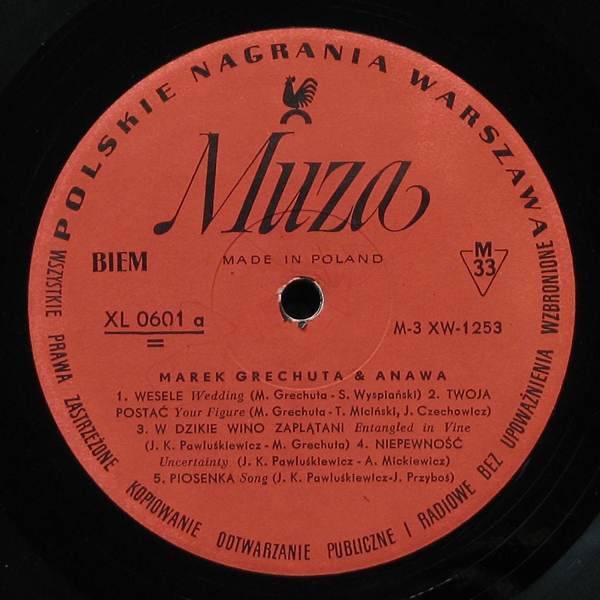 POLSKIE NAGRANIA WARSZAWA
Muza
BIEM
MADE IN POLAND
M
33
XL 0601 a
=
M-3 XW-1253
MAREK GRECHUTA & ANAWA
1. WESELE Wedding (M. Grechuta - S. Wyspiański) 2. TWOJA
POSTAĆ Your Figure (M. Grechuta - T. Miciński, J. Czechowicz)
3. W DZIKIE WINO ZAPLĄTANI Entangled in Vine
(J. K. Pawluśkiewicz - M. Grechuta) 4. NIEPEWNOŚĆ
Uncertainty (J. K. Pawluśkiewicz - A. Mickiewicz)
5. PIOSENKA Song (J. K. Pawluśkiewicz-J. Przyboś)
WSZYSTKIE PRAWA ZASTRZEŻONE KOPIOWANIE ODTWARZANIE PUBLICZNE I RADIOWE BEZ UPOWAŻNIENIA WZBRONIONE